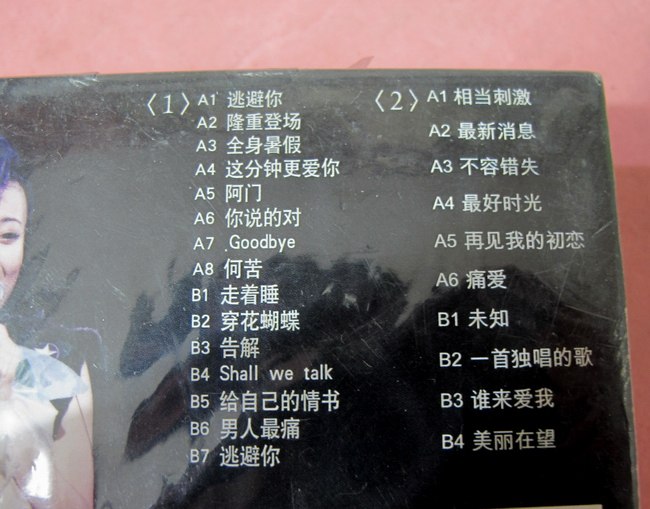 〈1〉
A1 逃避你
A2 隆重登场
A3 全身暑假
A4 这分钟更爱你
A5 阿门
A6 你说的对
A7 .Goodbye
A8 何苦
B1 走着睡
B2 穿花蝴蝶
B3 告解
B4 Shall we talk
B5 给自己的情书
B6 男人最痛
B7 逃避你
〈2〉
A1 相当刺激
A2 最新消息
A3 不容错失
A4 最好时光
A5 再见我的初恋
A6 痛爱
B1 未知
B2 一首独唱的歌
B3 谁来爱我
B4 美丽在望